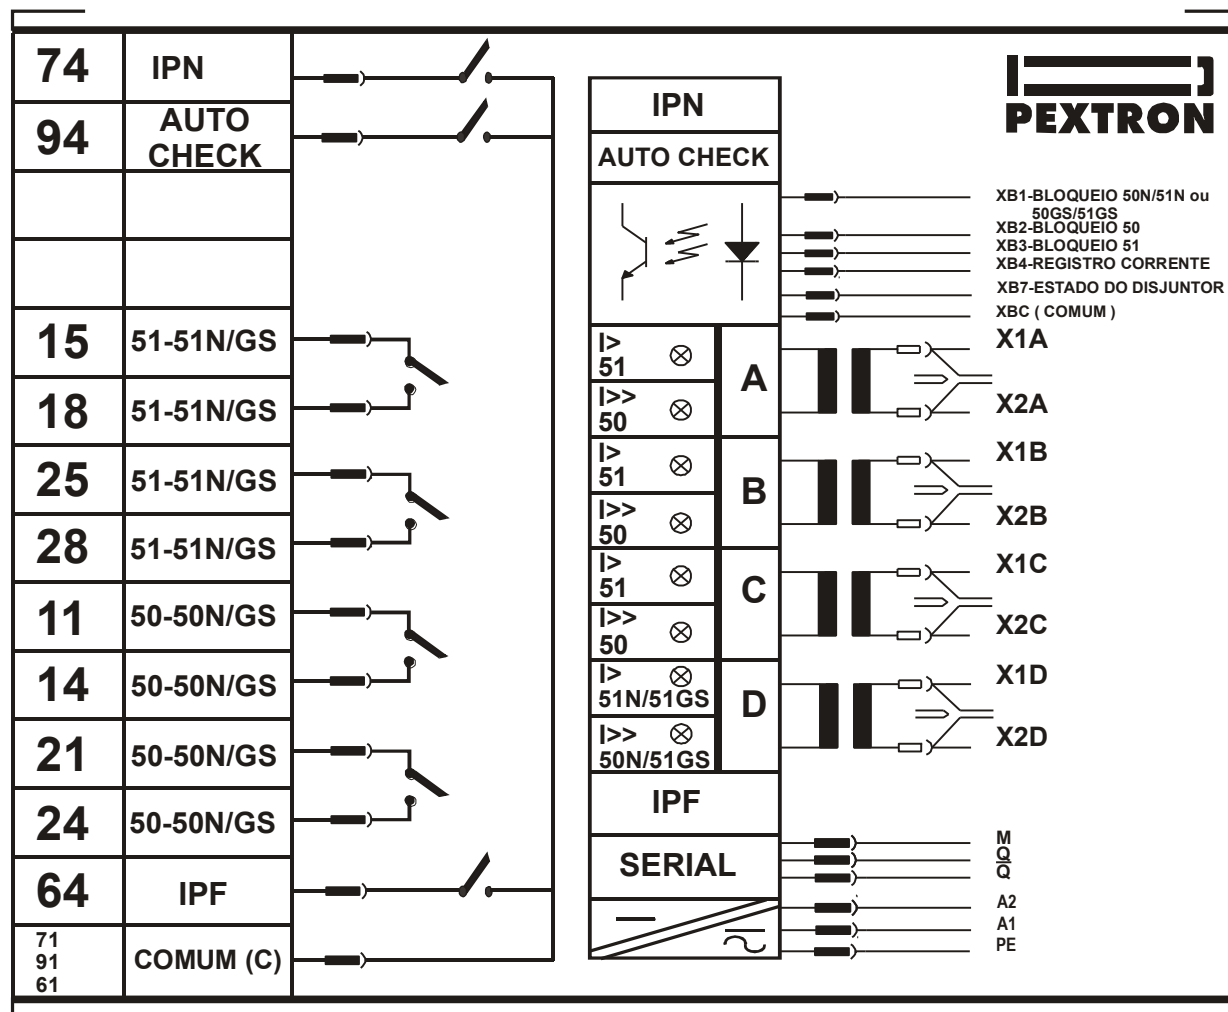 74 IPN
94 AUTO CHECK
15 51-51N/GS
18 51-51N/GS
25 51-51N/GS
28 51-51N/GS
11 50-50N/GS
14 50-50N/GS
21 50-50N/GS
24 50-50N/GS
64 IPF
71
91
61
COMUM (C)
IPN
AUTO CHECK
I>
51
I>>
50
A
I>
51
I>>
50
B
I>
51
I>>
50
C
I>
51N/51GS
I>>
50N/51GS
D
IPF
SERIAL
PEXTRON
XB1-BLOQUEIO 50N/51N ou
50GS/51GS
XB2-BLOQUEIO 50
XB3-BLOQUEIO 51
XB4-REGISTRO CORRENTE
XB7-ESTADO DO DISJUNTOR
XBC ( COMUM )
X1A
X2A
X1B
X2B
X1C
X2C
X1D
X2D
M
Q
Q̅
A2
A1
PE